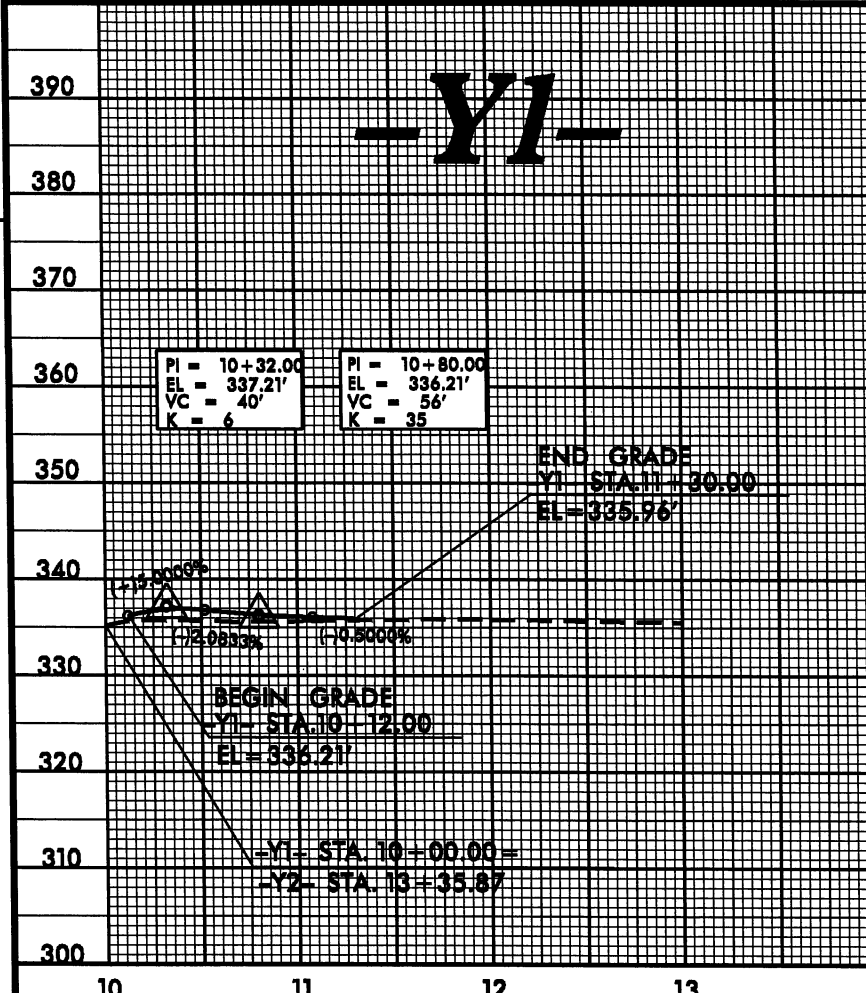 -Y1-
390
380
370
360
350
340
330
320
310
300
PI = 10+32.00
EL = 337.21'
VC = 40'
K = 6
PI = 10+80.00
EL = 336.21'
VC = 56'
K = 35
END GRADE
Y1 STA.11+30.00
EL=335.96'
(+)5.0000%
(-)2.0833%
(-)0.5000%
BEGIN GRADE
-Y1- STA.10+12.00
EL=336.21'
-Y1- STA. 10+00.00=
-Y2- STA. 13+35.87
10
11
12
13